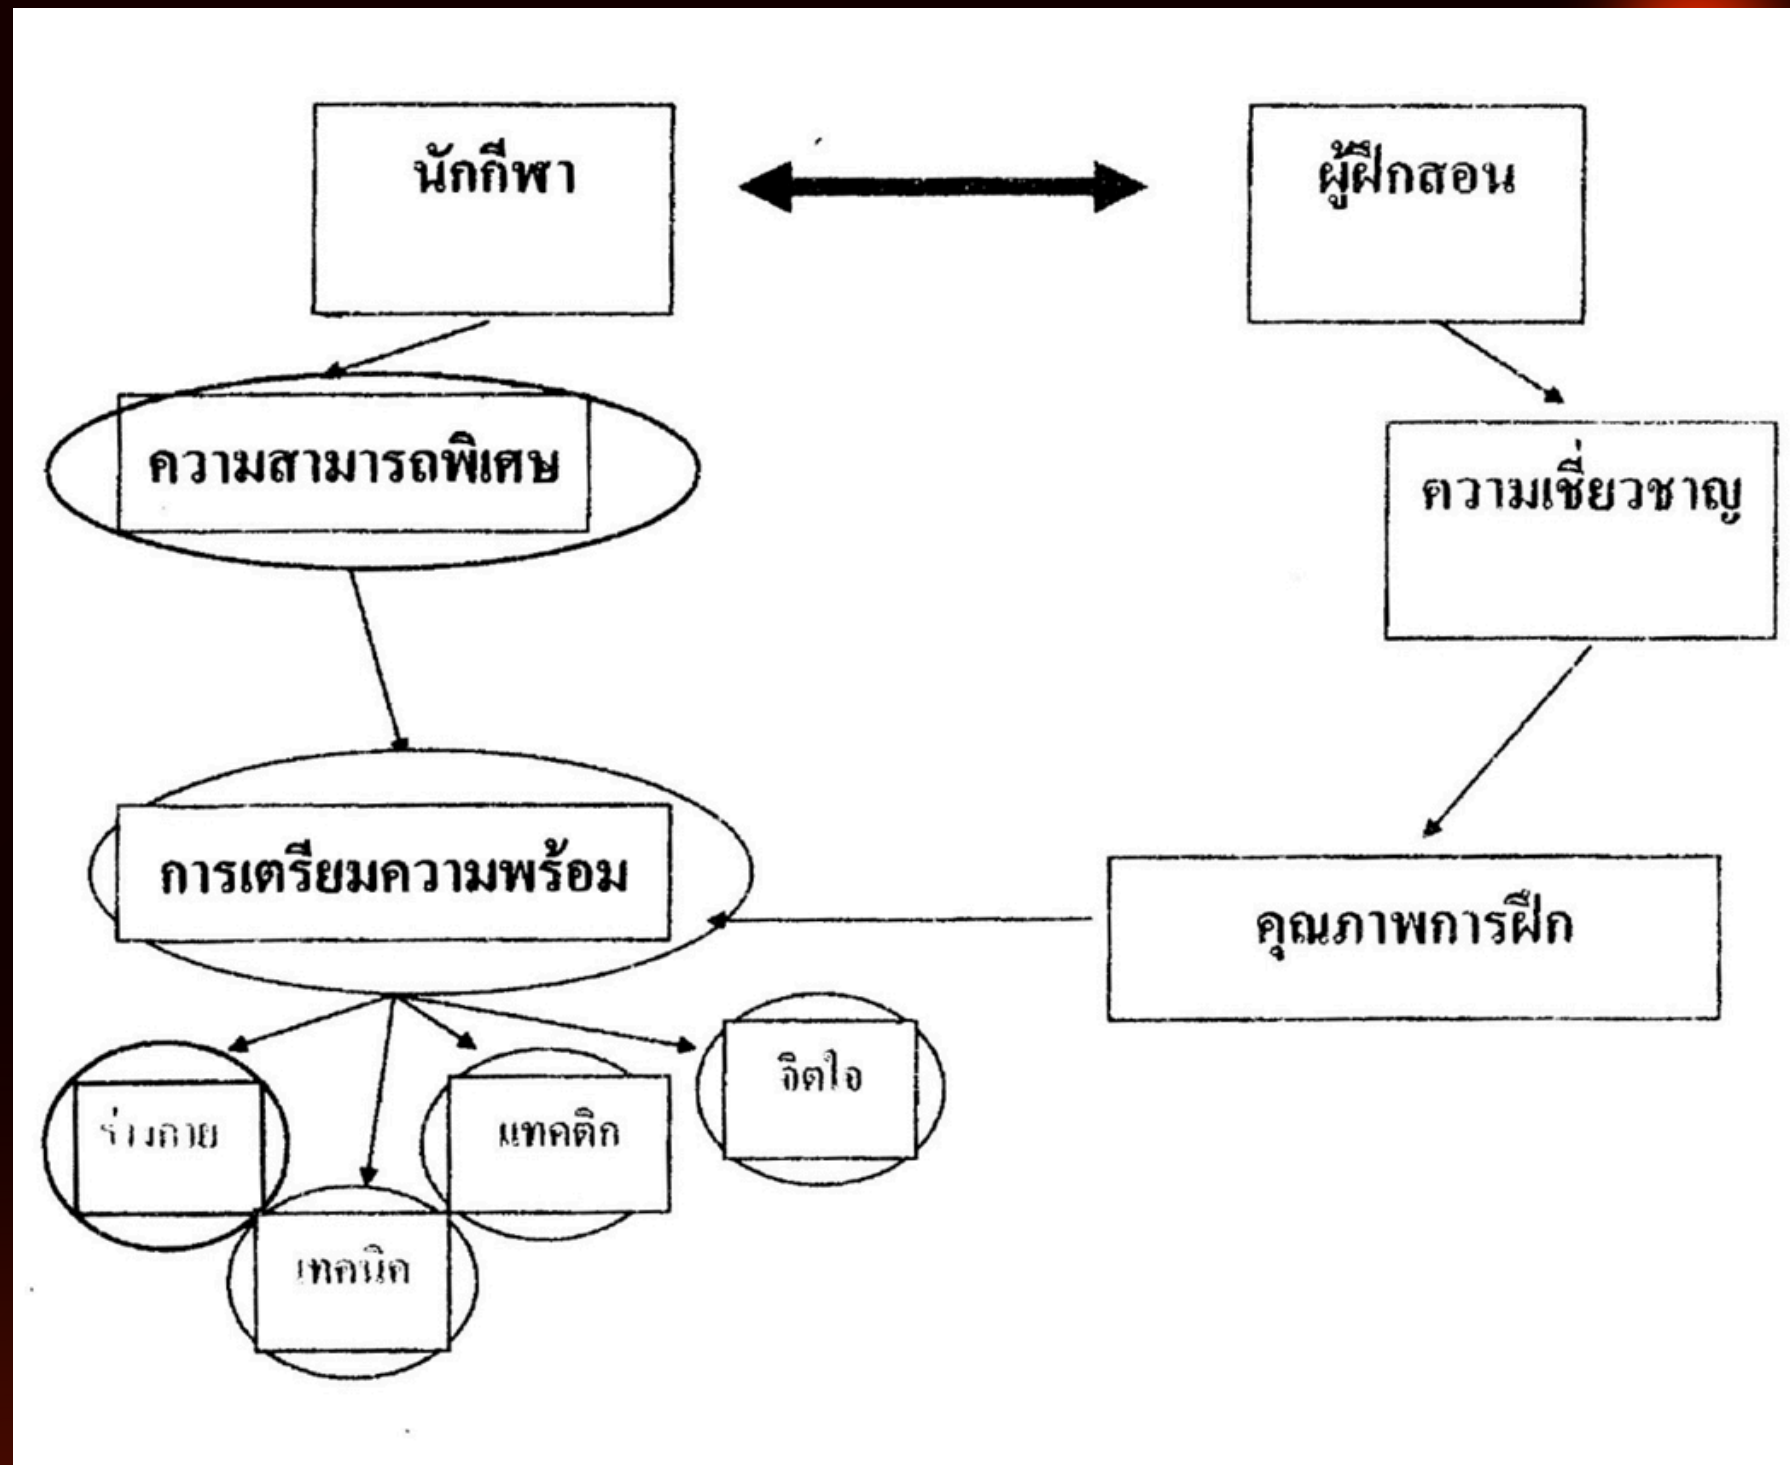 นักกีฬา
ผู้ฝึกสอน
ความสามารถพิเศษ
ความเชี่ยวชาญ
การเตรียมความพร้อม
คุณภาพการฝึก
จิตใจ
ร่างกาย
แทคติก
เทคนิค